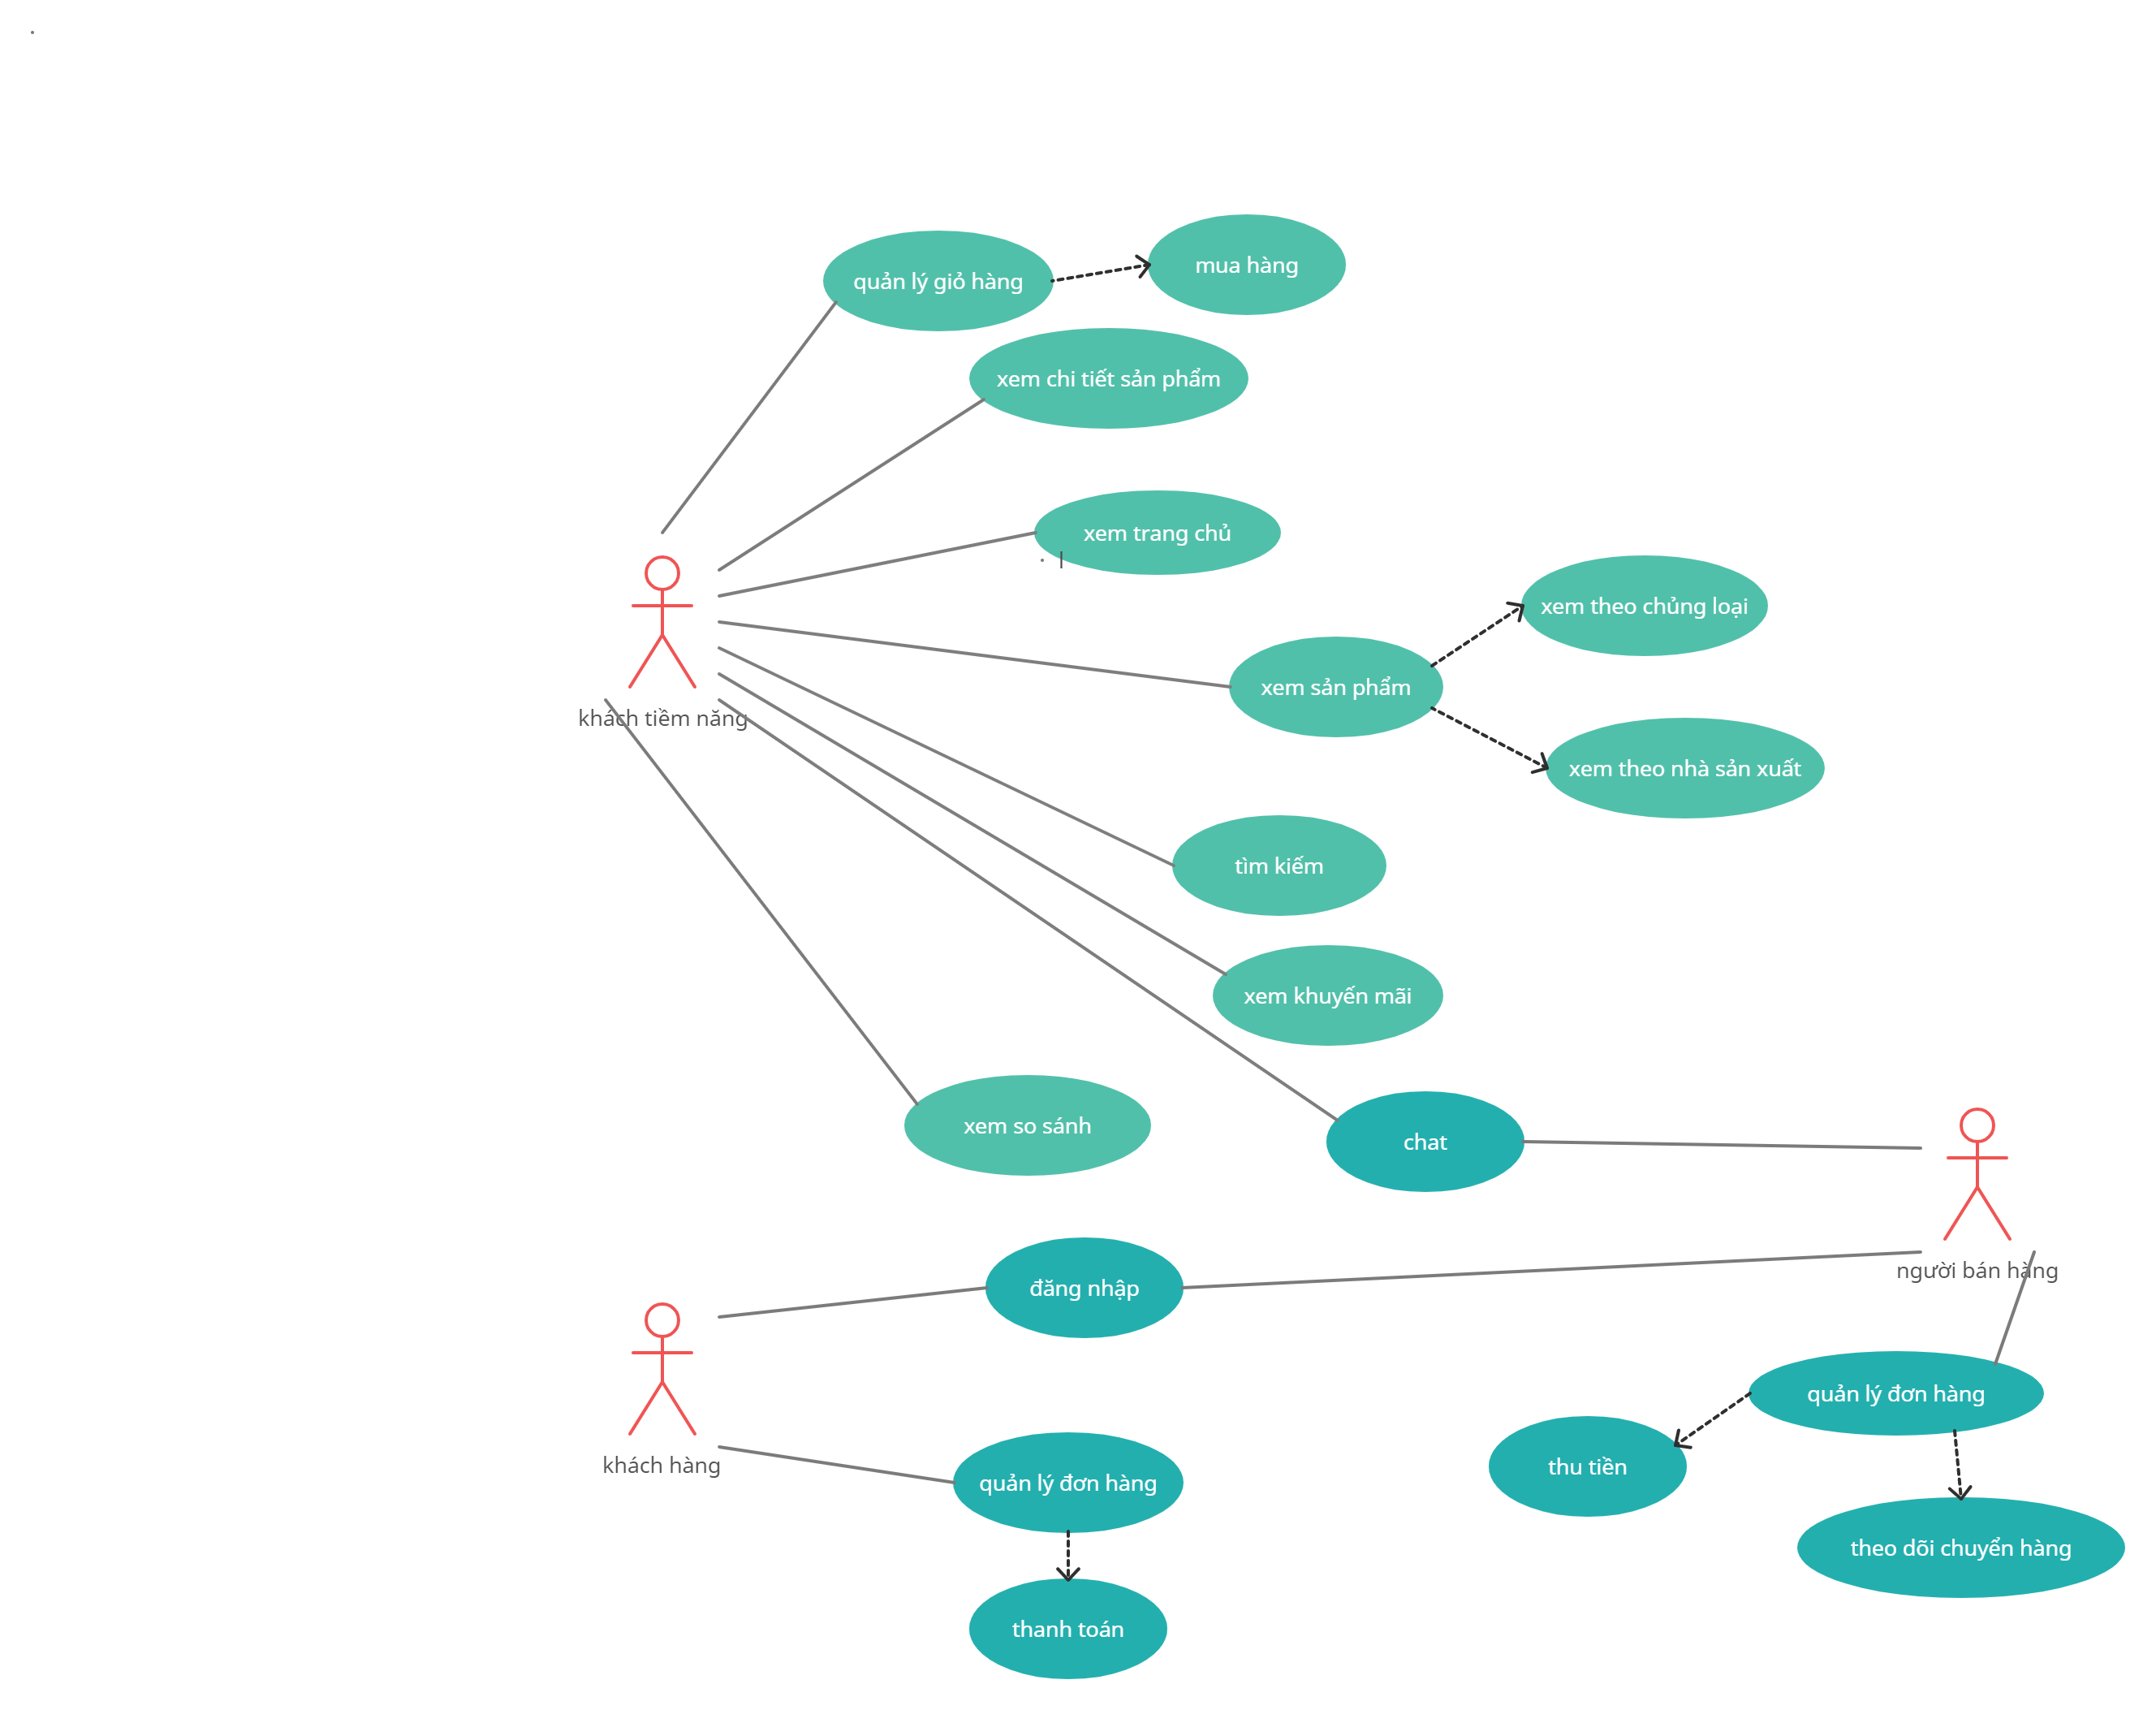 mua hàng
quản lý giỏ hàng
xem chi tiết sản phẩm
xem trang chủ
xem theo chủng loại
xem sản phẩm
khách tiềm năng
xem theo nhà sản xuất
tìm kiếm
xem khuyến mãi
xem so sánh
chat
người bán hàng
đăng nhập
quản lý đơn hàng
khách hàng
thu tiền
quản lý đơn hàng
theo dõi chuyển hàng
thanh toán